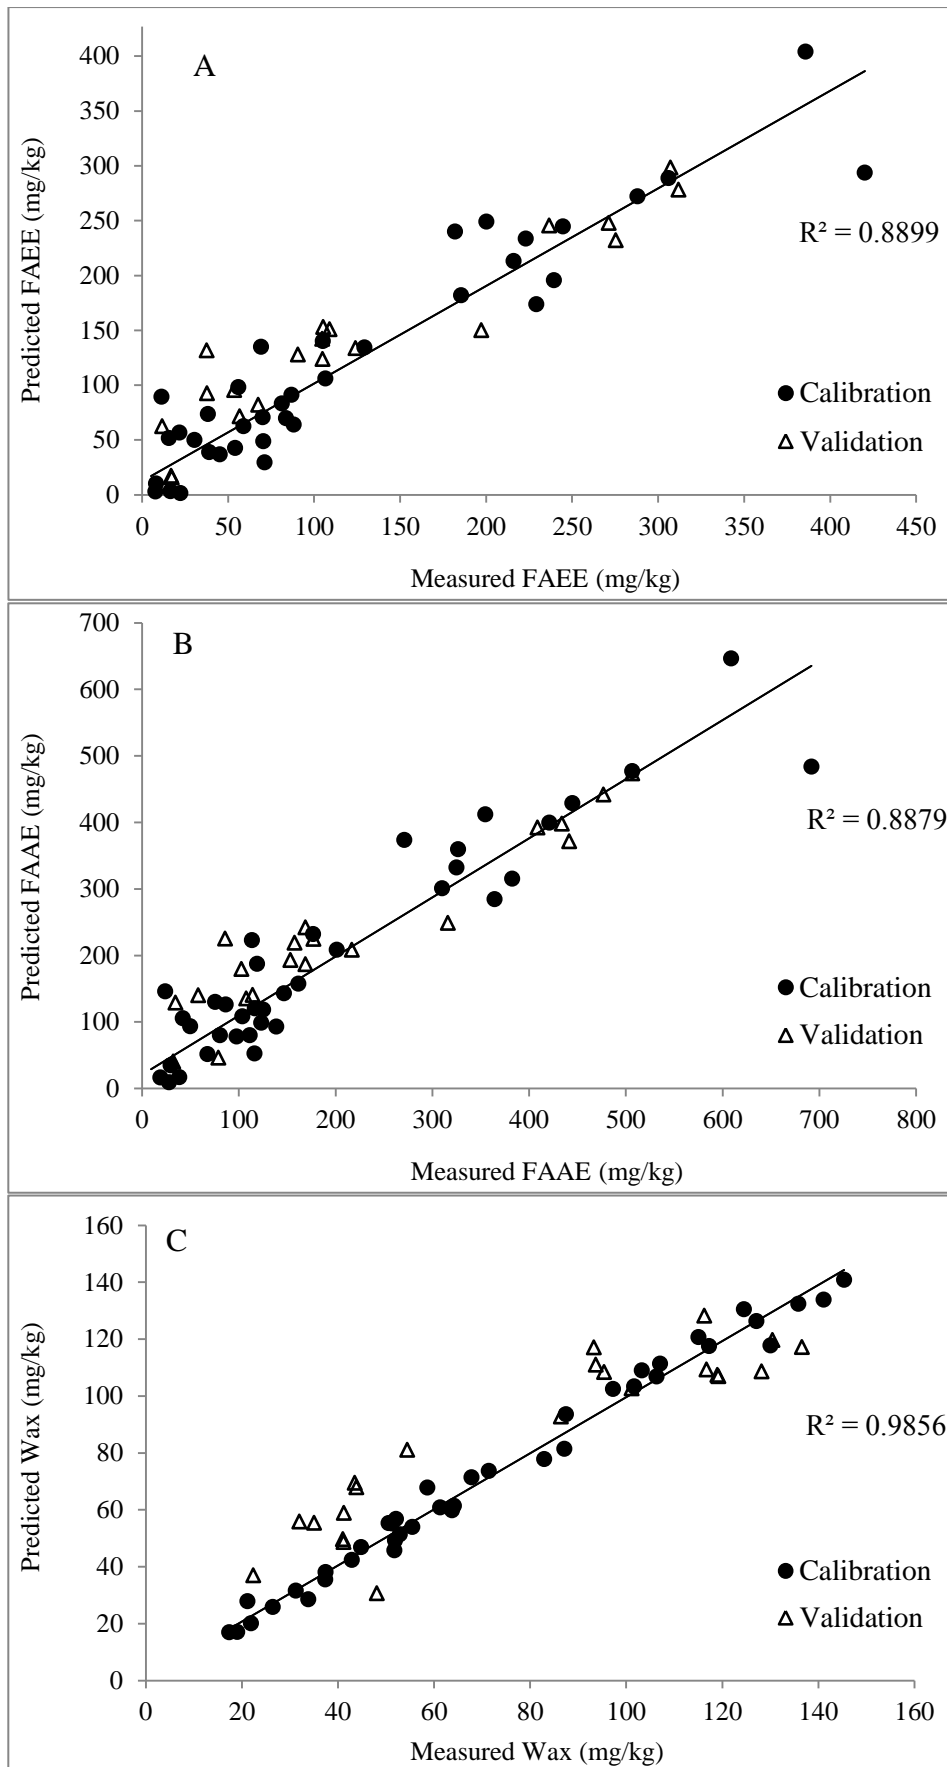 A
400
350
300
250
200
150
100
50
0
Predicted FAEE (mg/kg)
R² = 0.8899
Calibration
Validation
0 50 100 150 200 250 300 350 400 450
Measured FAEE (mg/kg)
B
700
600
500
400
300
200
100
0
Predicted FAAE (mg/kg)
R² = 0.8879
Calibration
Validation
0 100 200 300 400 500 600 700 800
Measured FAAE (mg/kg)
C
160
140
120
100
80
60
40
20
0
Predicted Wax (mg/kg)
R² = 0.9856
Calibration
Validation
0 20 40 60 80 100 120 140 160
Measured Wax (mg/kg)